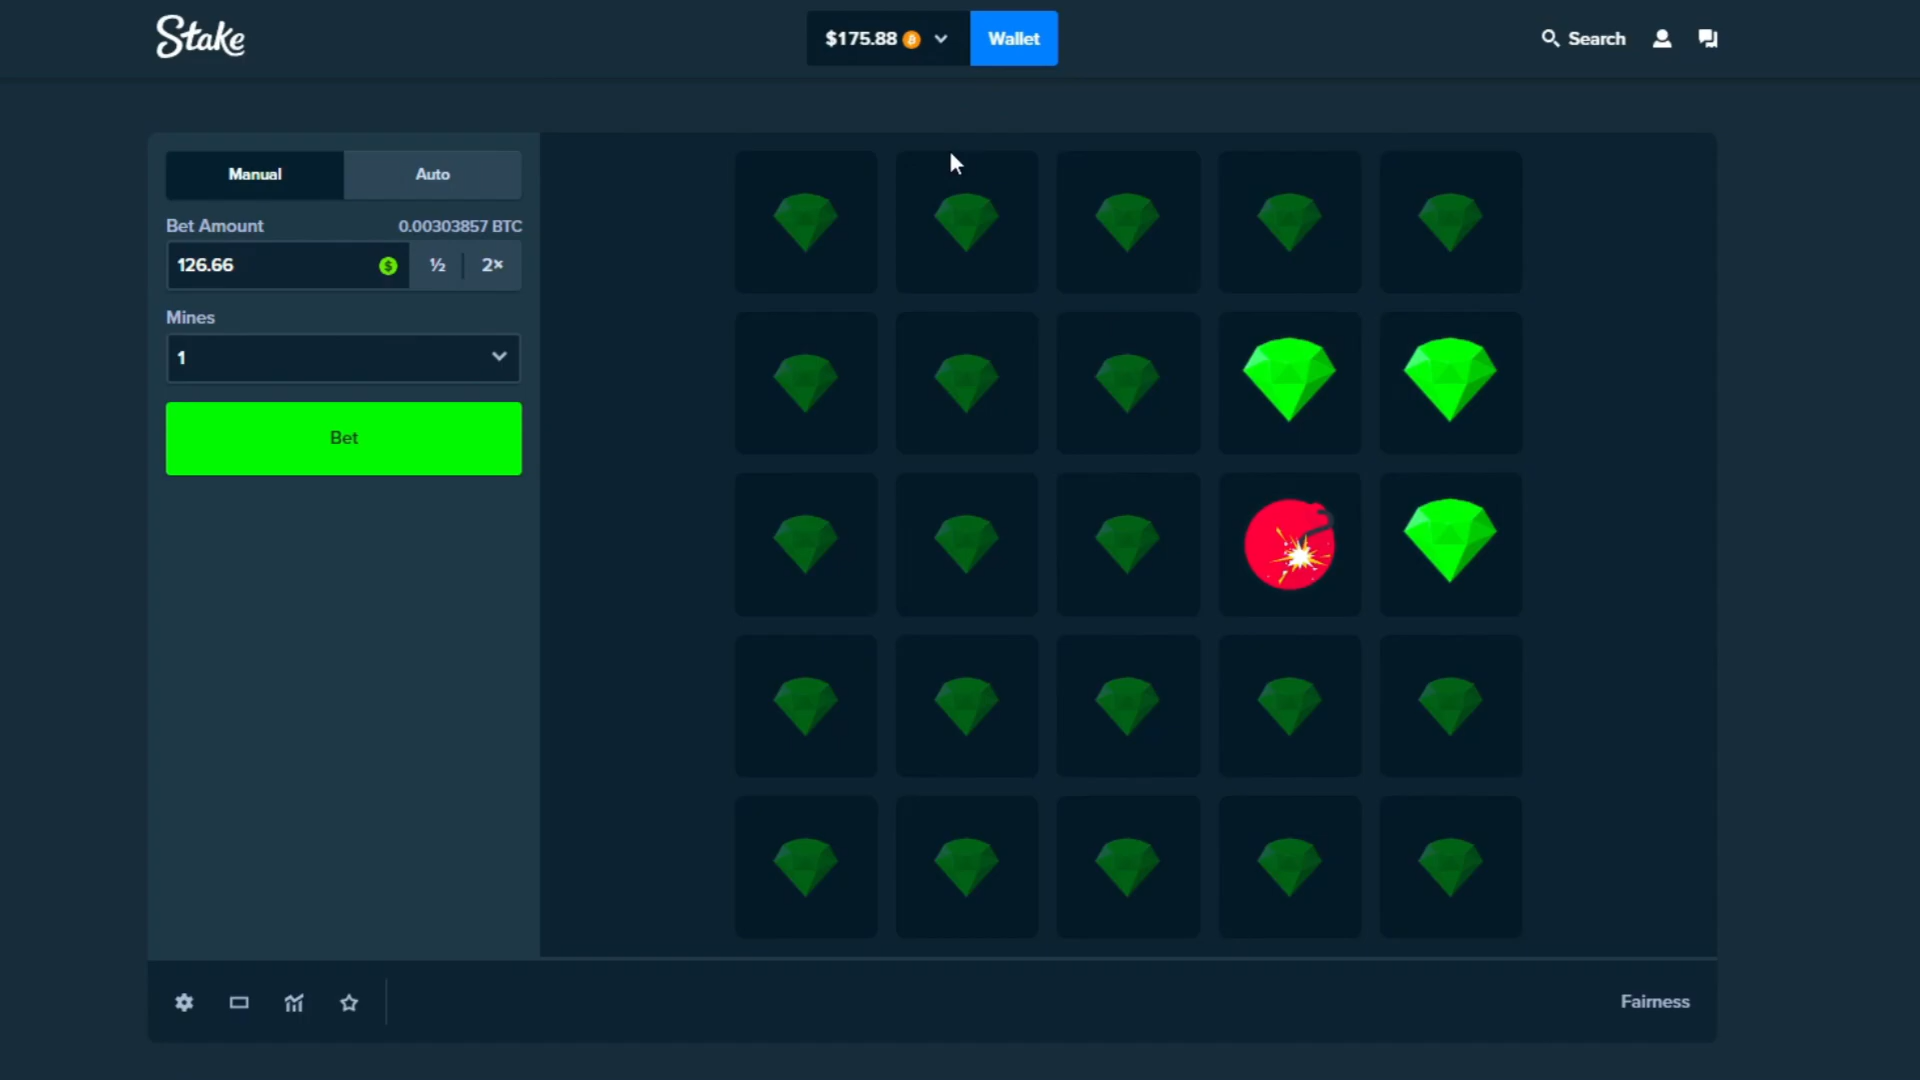 Stake
$175.88
Wallet
Search
Manual
Auto
Bet Amount
0.00303857 BTC
126.66
½
2×
Mines
1
Bet
Fairness